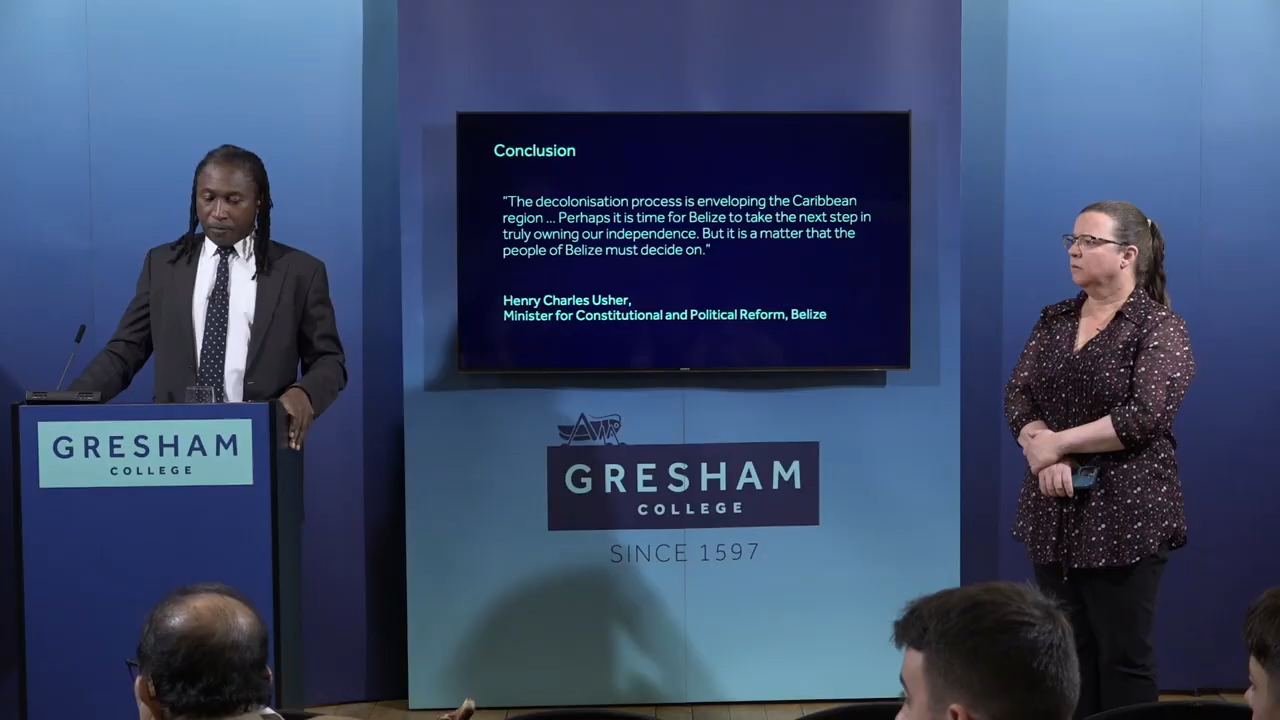 Conclusion
"The decolonisation process is enveloping the Caribbean
region ... Perhaps it is time for Belize to take the next step in
truly owning our independence. But it is a matter that the
people of Belize must decide on."
Henry Charles Usher,
Minister for Constitutional and Political Reform, Belize
GRESHAM
COLLEGE
GRESHAM
COLLEGE
SINCE 1597